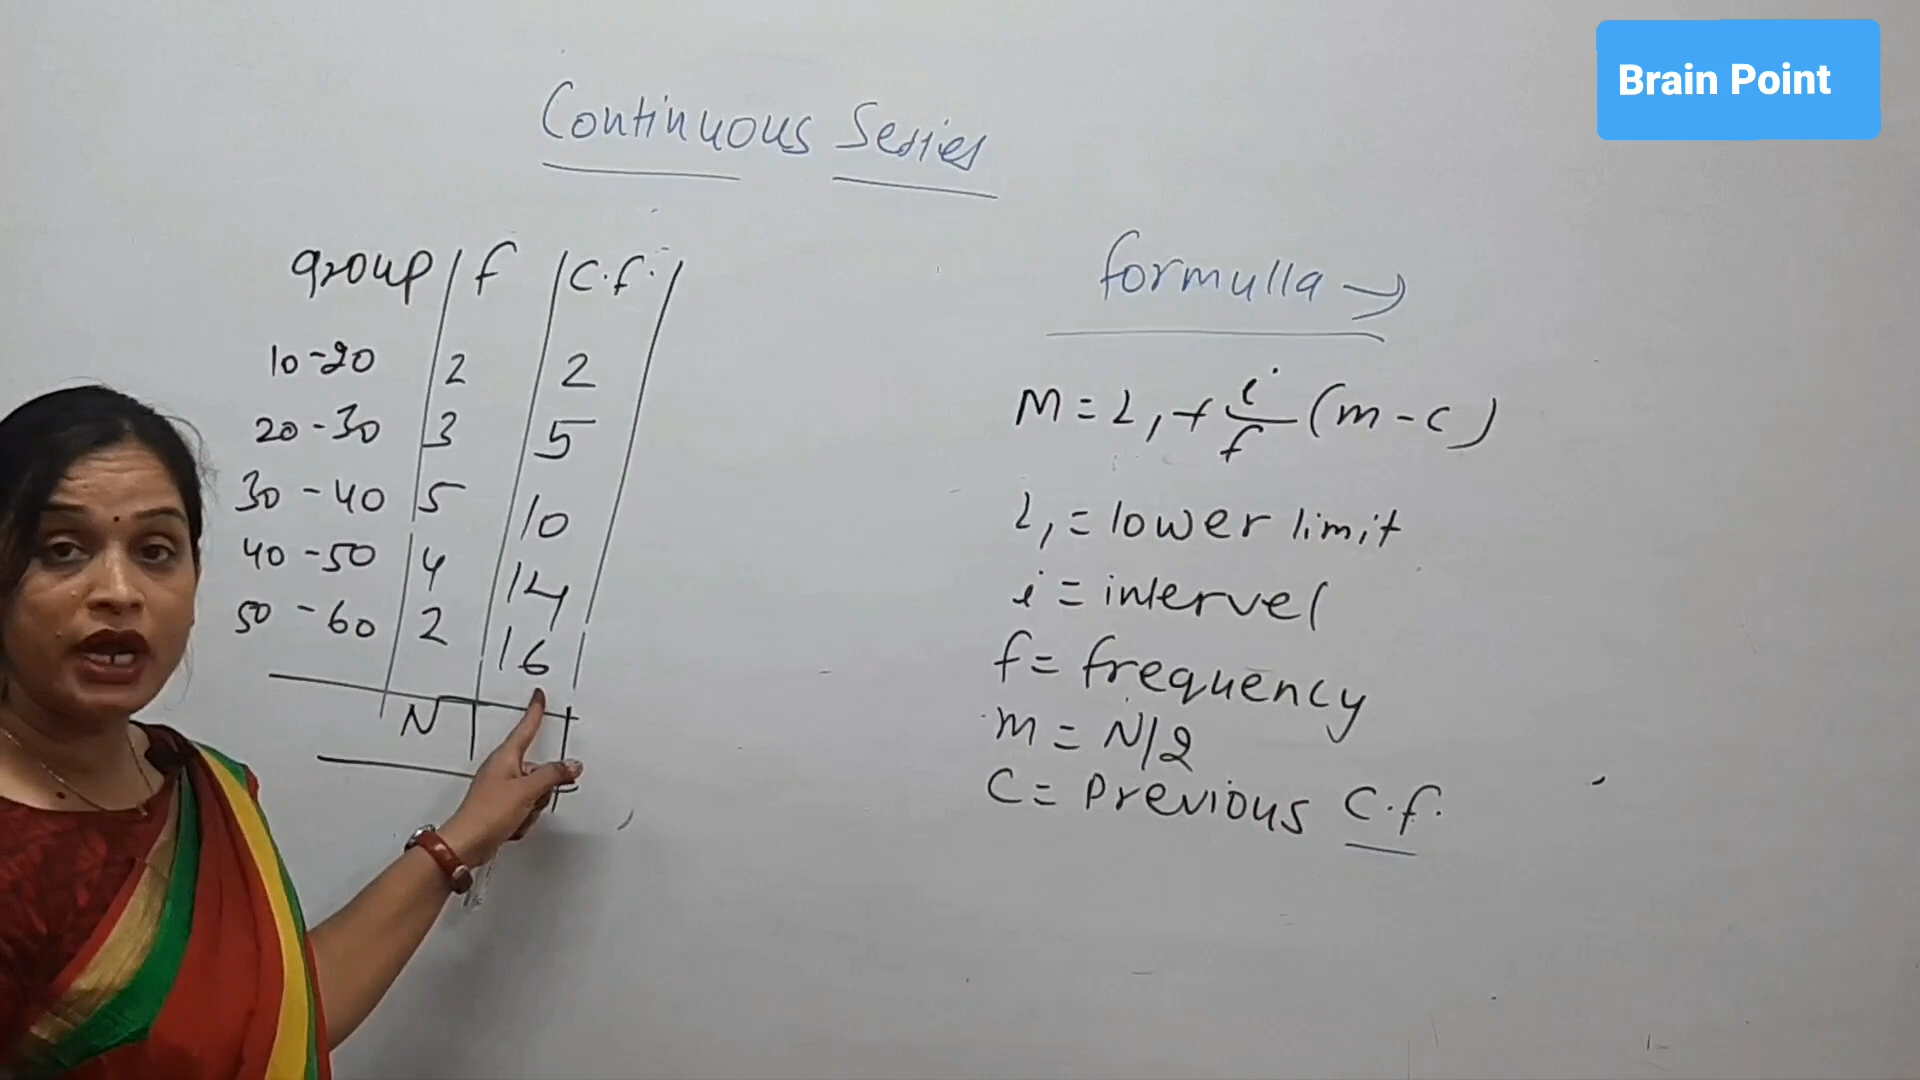 Brain Point
Continuous Series
group f c.f.
10-20 2 2
20-30 3 5
30-40 5 10
40-50 4 14
50-60 2 16
N
formulla →
M = L₁ + i/f (m - c)
L₁ = lower limit
i = intervel
f = frequency
m = N/2
C = Previous c.f.